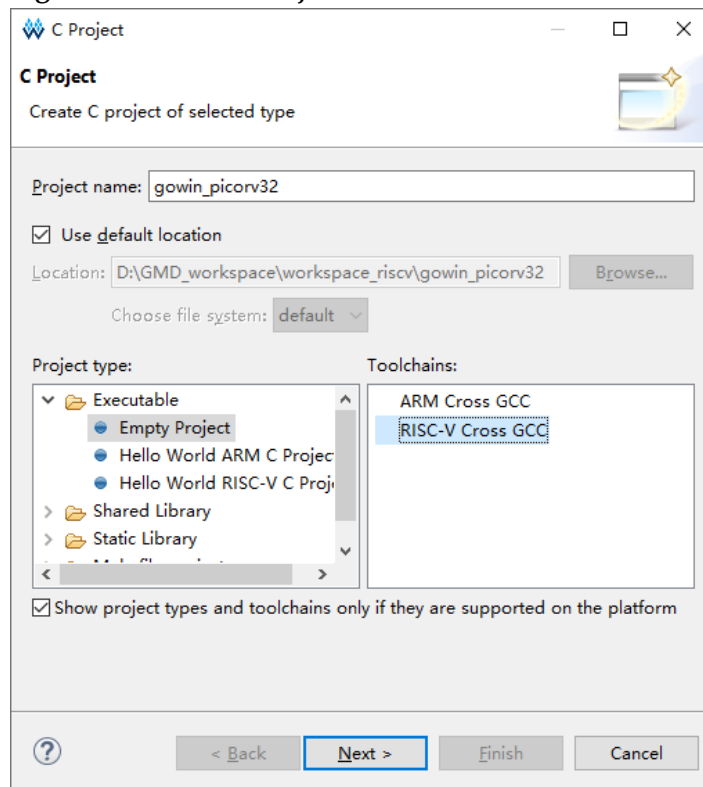 C Project
C Project
Create C project of selected type
Project name: gowin_picorv32
Use default location
Location: D:\GMD_workspace\workspace_riscv\gowin_picorv32 Browse...
Choose file system: default
Project type: Toolchains:
Executable
Empty Project
Hello World ARM C Projec
Hello World RISC-V C Proj
Shared Library
Static Library
ARM Cross GCC
RISC-V Cross GCC
Show project types and toolchains only if they are supported on the platform
? < Back Next > Finish Cancel